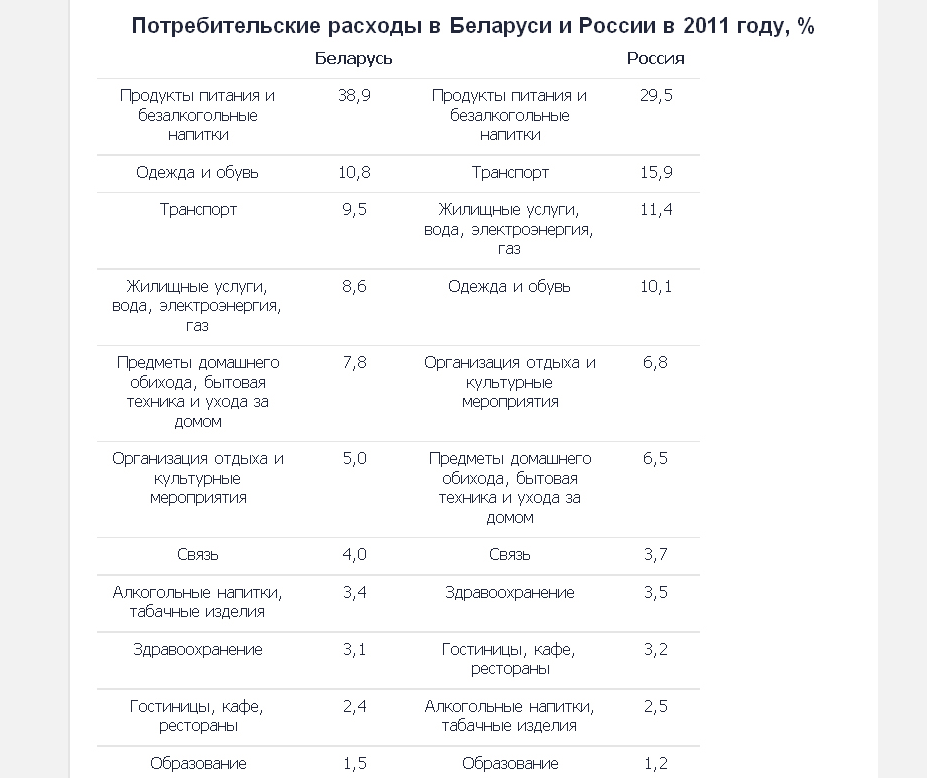 Потребительские расходы в Беларуси и России в 2011 году, %
Беларусь Россия
Продукты питания и 38,9 Продукты питания и 29,5
безалкогольные безалкогольные
напитки напитки
Одежда и обувь 10,8 Транспорт 15,9
Транспорт 9,5 Жилищные услуги, 11,4
вода, электроэнергия,
газ
Жилищные услуги, 8,6 Одежда и обувь 10,1
вода, электроэнергия,
газ
Предметы домашнего 7,8 Организация отдыха и 6,8
обихода, бытовая культурные
техника и ухода за мероприятия
домом
Организация отдыха и 5,0 Предметы домашнего 6,5
культурные обихода, бытовая
мероприятия техника и ухода за
домом
Связь 4,0 Связь 3,7
Алкогольные напитки, 3,4 Здравоохранение 3,5
табачные изделия
Здравоохранение 3,1 Гостиницы, кафе, 3,2
рестораны
Гостиницы, кафе, 2,4 Алкогольные напитки, 2,5
рестораны табачные изделия
Образование 1,5 Образование 1,2